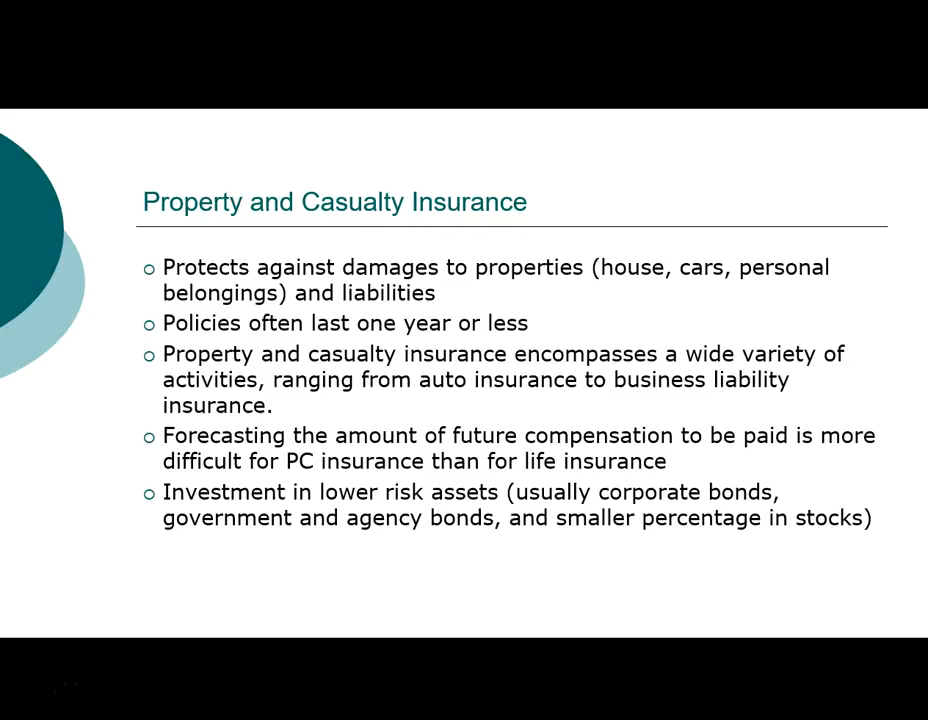 Property and Casualty Insurance
Protects against damages to properties (house, cars, personal
belongings) and liabilities
Policies often last one year or less
Property and casualty insurance encompasses a wide variety of
activities, ranging from auto insurance to business liability
insurance.
Forecasting the amount of future compensation to be paid is more
difficult for PC insurance than for life insurance
Investment in lower risk assets (usually corporate bonds,
government and agency bonds, and smaller percentage in stocks)